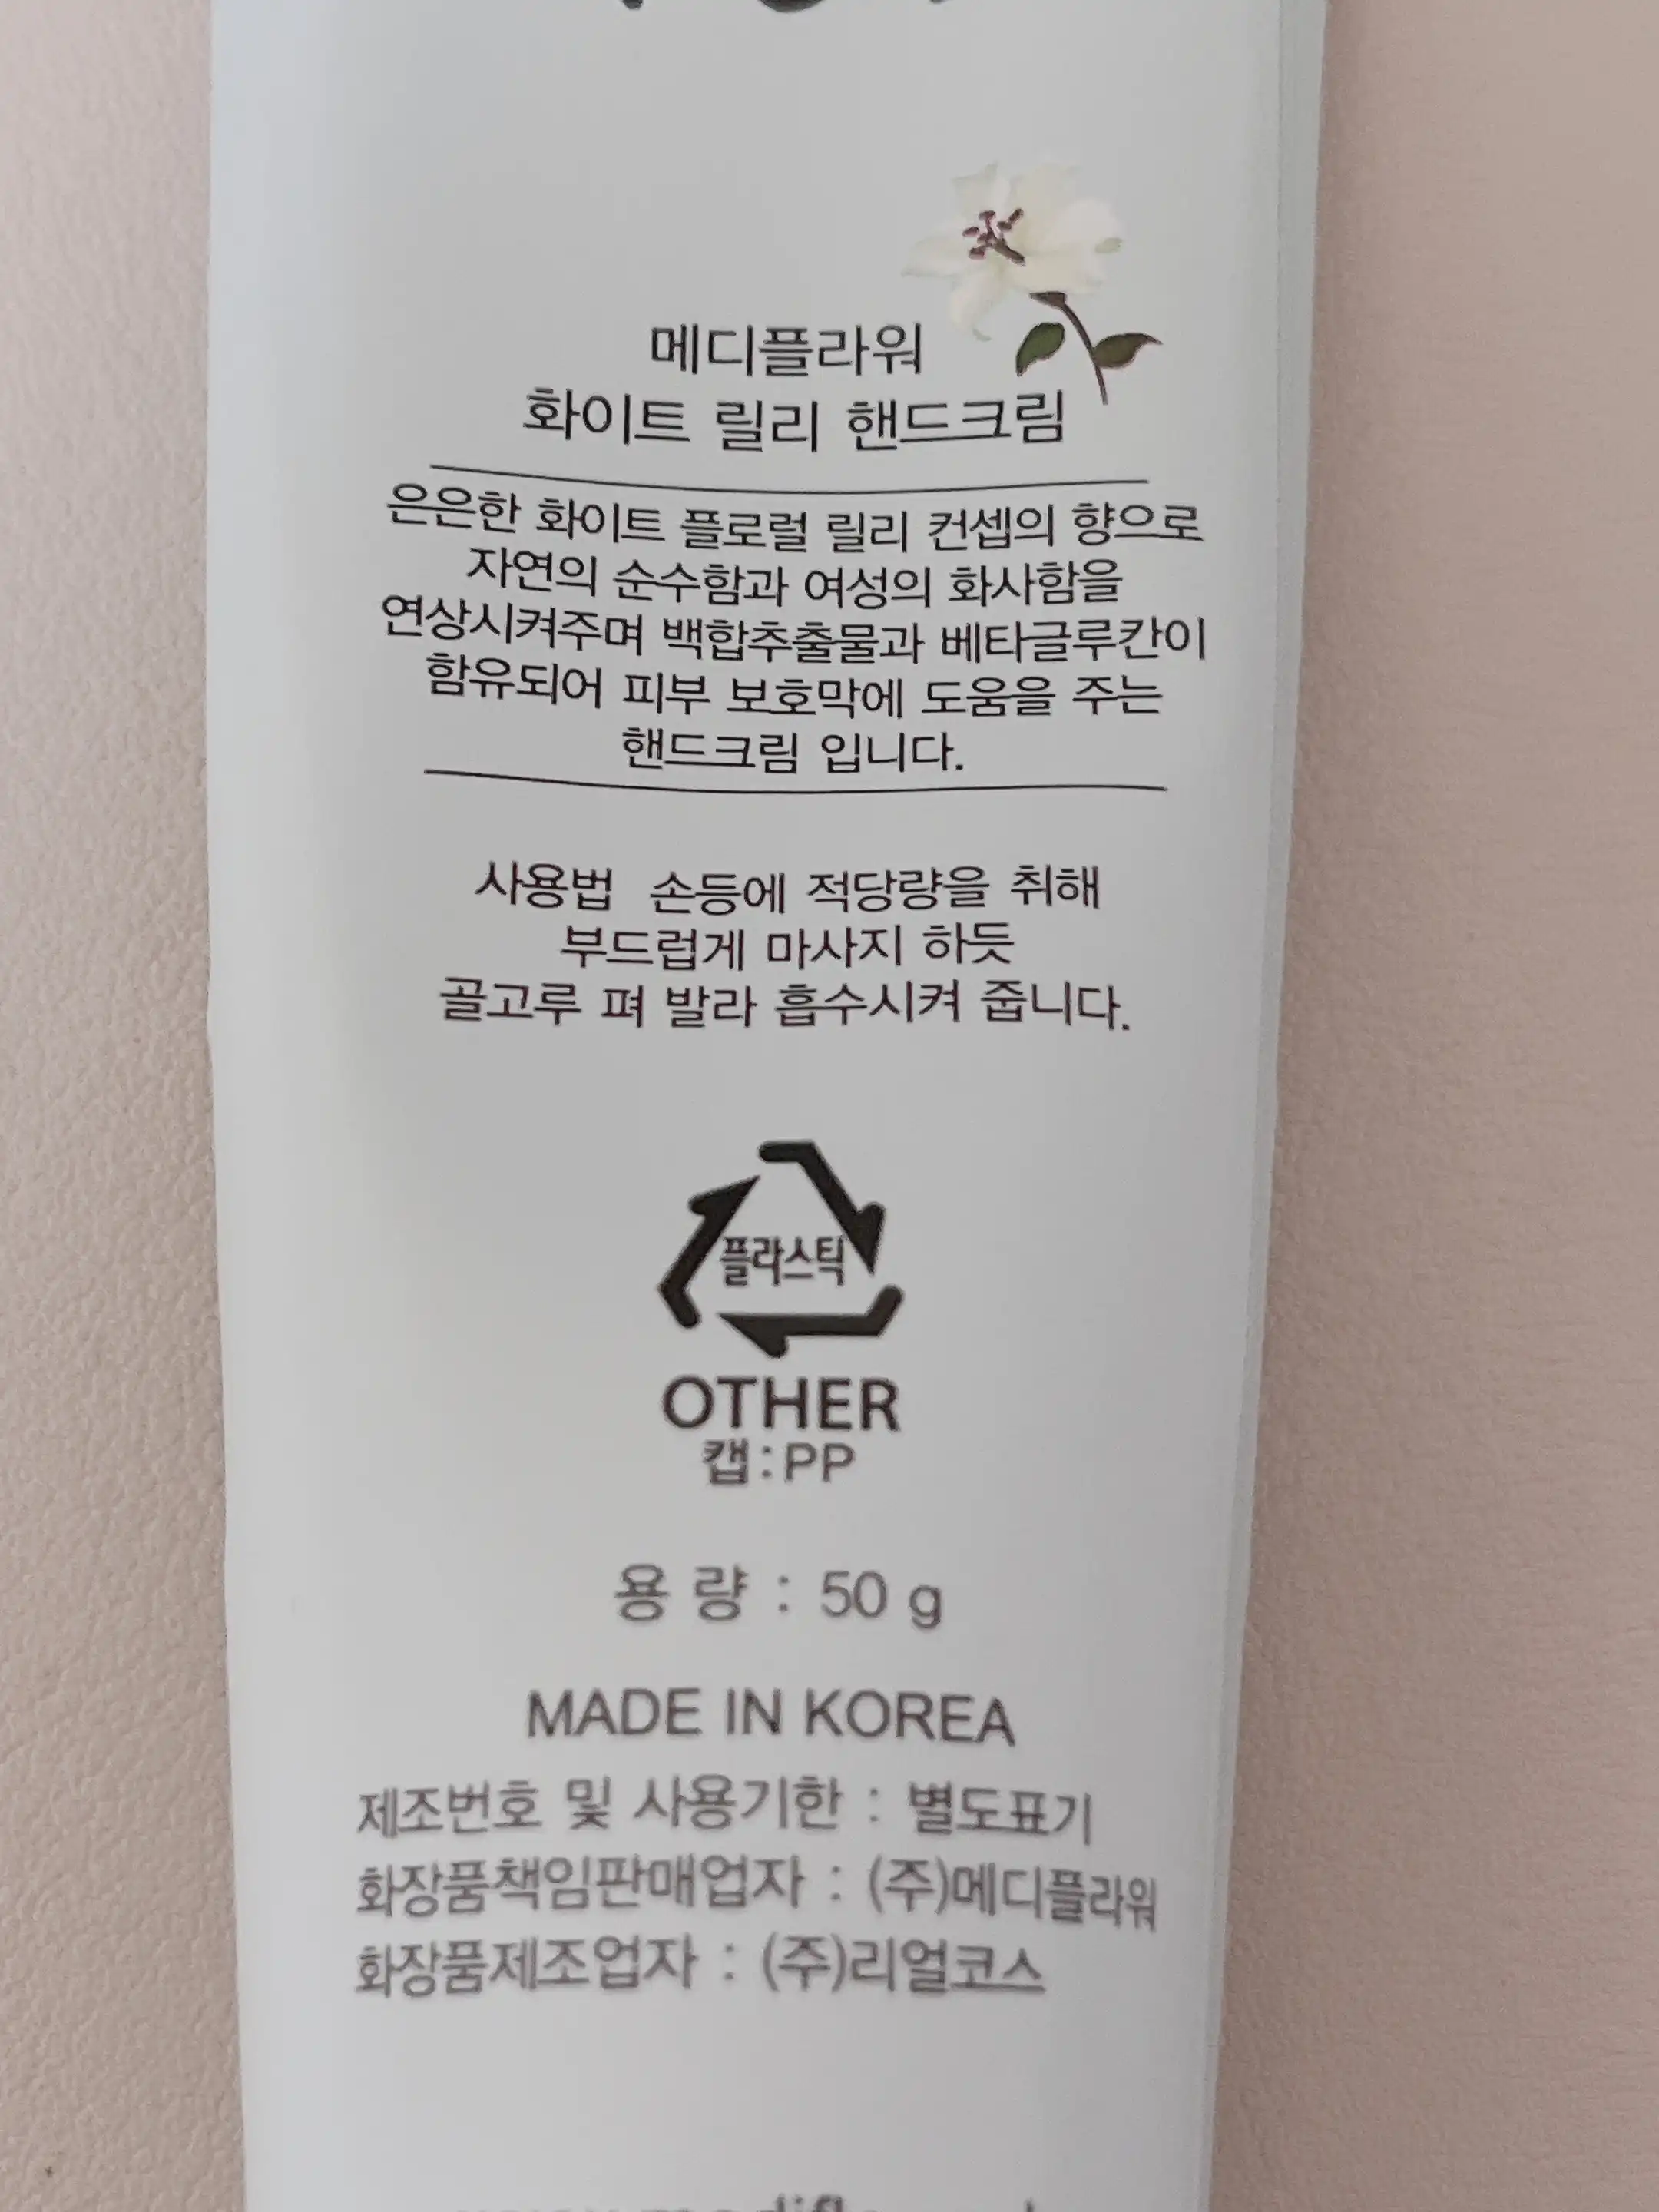 메디플라워
화이트 릴리 핸드크림
은은한 화이트 플로럴 릴리 컨셉의 향으로
자연의 순수함과 여성의 화사함을
연상시켜주며 백합추출물과 베타글루칸이
함유되어 피부 보호막에 도움을 주는
핸드크림 입니다.
사용법 손등에 적당량을 취해
부드럽게 마사지 하듯
골고루 펴 발라 흡수시켜 줍니다.
플라스틱
OTHER
캡:PP
용 량 : 50 g
MADE IN KOREA
제조번호 및 사용기한 : 별도표기
화장품책임판매업자 : (주)메디플라워
화장품제조업자 : (주)리얼코스